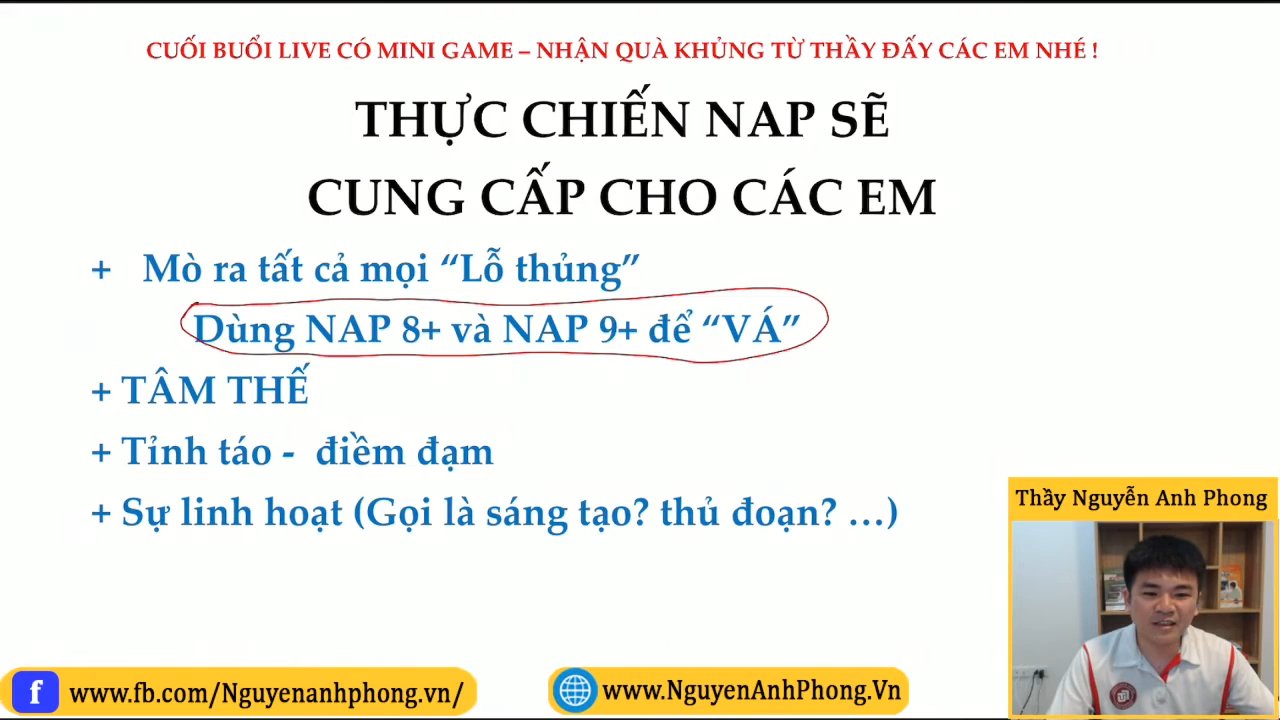 CUỐI BUỔI LIVE CÓ MINI GAME – NHẬN QUÀ KHỦNG TỪ THẦY ĐẤY CÁC EM NHÉ !
THỰC CHIẾN NAP SẼ
CUNG CẤP CHO CÁC EM
+ Mò ra tất cả mọi “Lỗ thủng”
Dùng NAP 8+ và NAP 9+ để “VÁ”
+ TÂM THẾ
+ Tỉnh táo - điềm đạm
+ Sự linh hoạt (Gọi là sáng tạo? thủ đoạn? …)
Thầy Nguyễn Anh Phong
f www.fb.com/Nguyenanhphong.vn/
www.NguyenAnhPhong.Vn